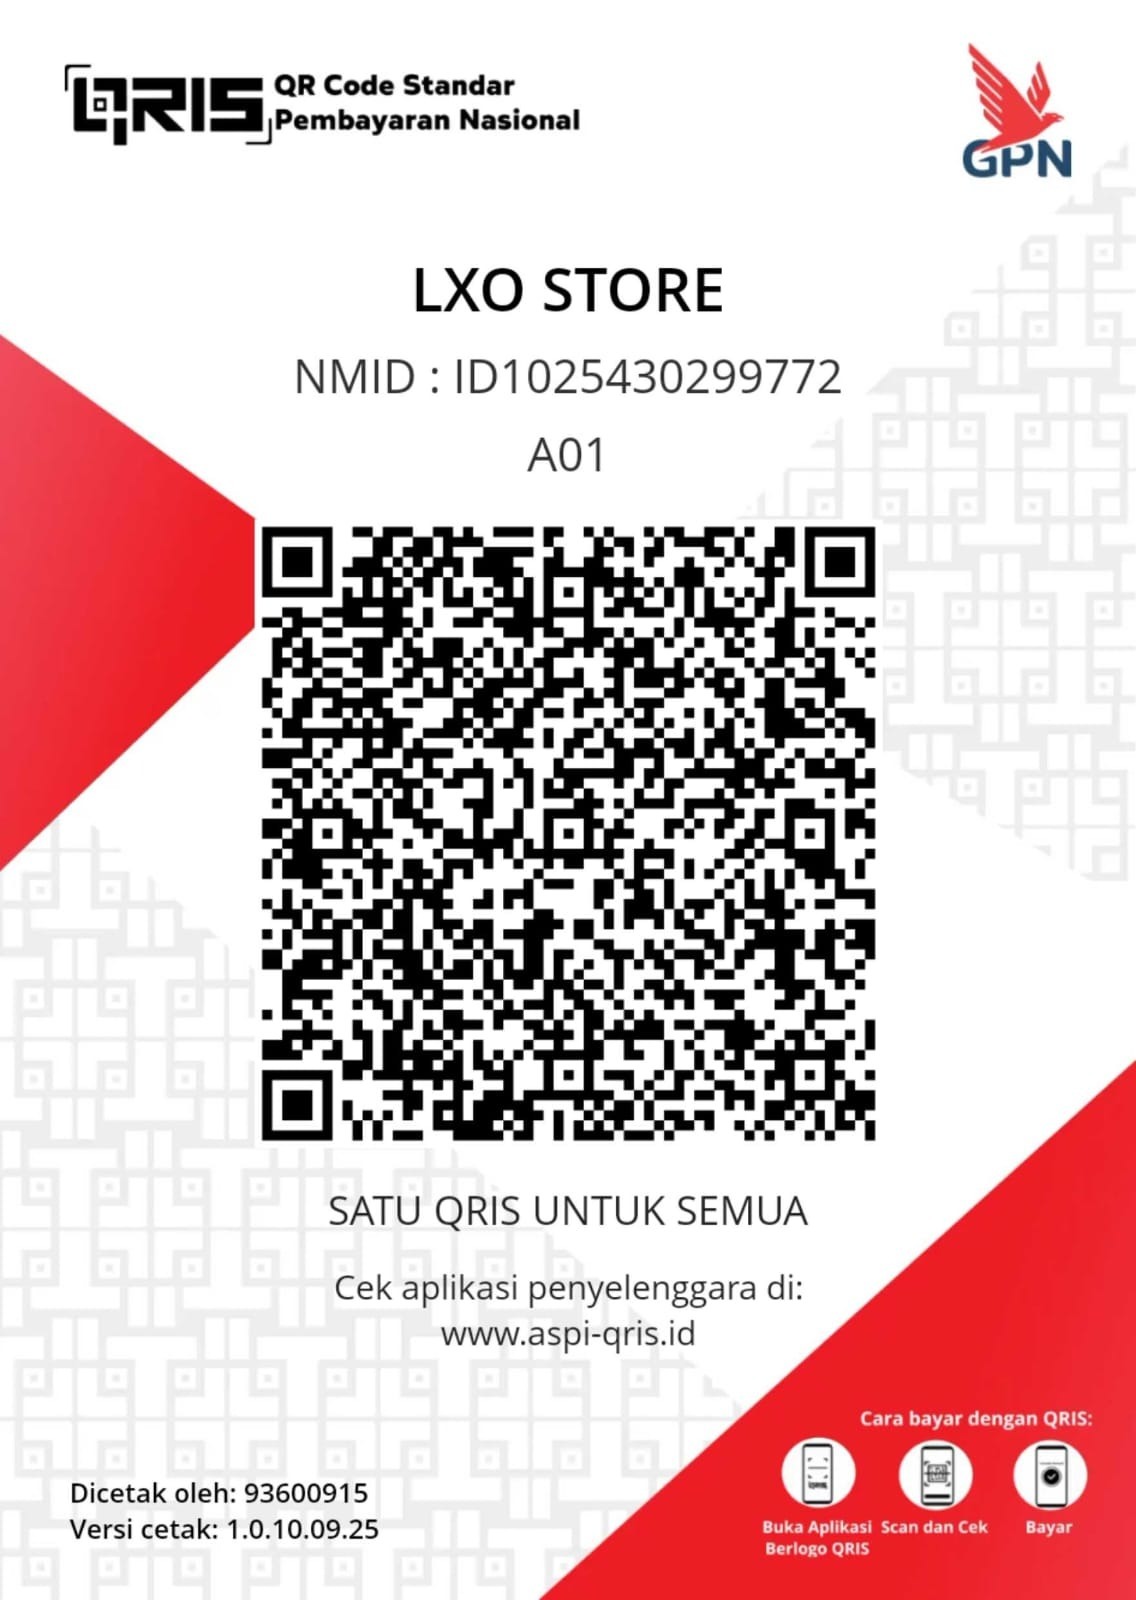 QRIS QR Code Standar
Pembayaran Nasional
GPN
LXO STORE
NMID : ID1025430299772
A01
SATU QRIS UNTUK SEMUA
Cek aplikasi penyelenggara di:
www.aspi-qris.id
Cara bayar dengan QRIS:
Buka Aplikasi
Berlogo QRIS
Scan dan Cek
Bayar
Dicetak oleh: 93600915
Versi cetak: 1.0.10.09.25